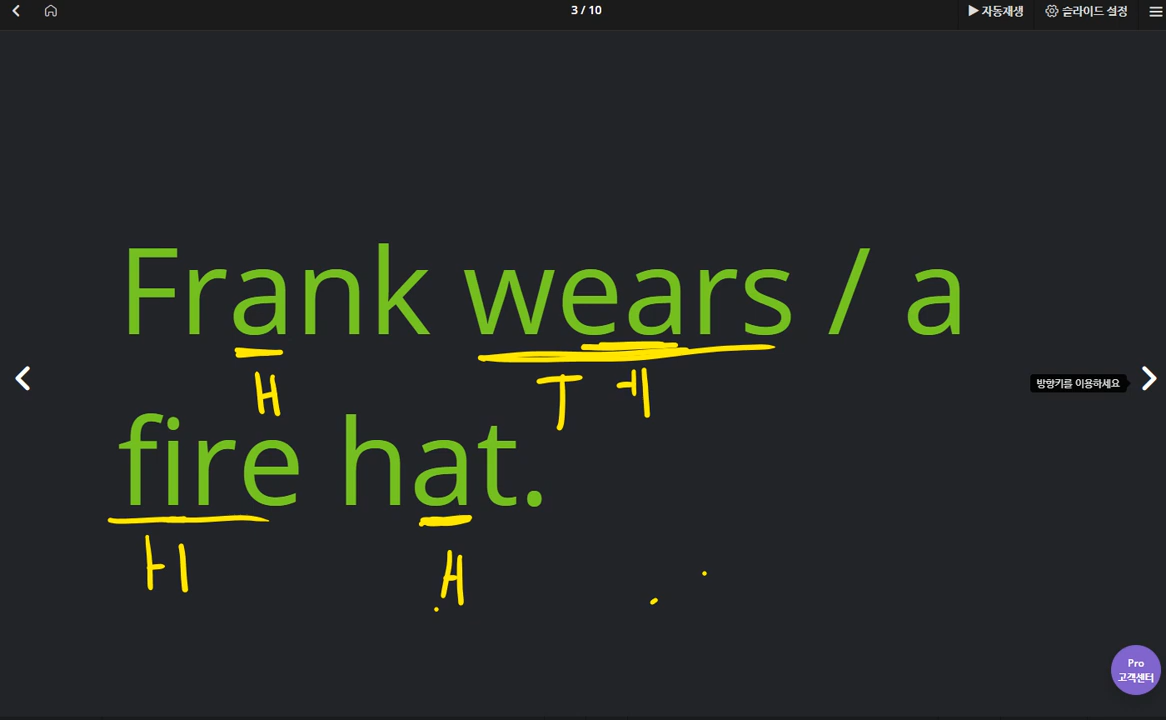 3 / 10
자동재생
슬라이드 설정
Frank wears / a
ㅐ ㅜ ㅔ
방향키를 이용하세요
fire hat.
ㅐ
Pro
고객센터